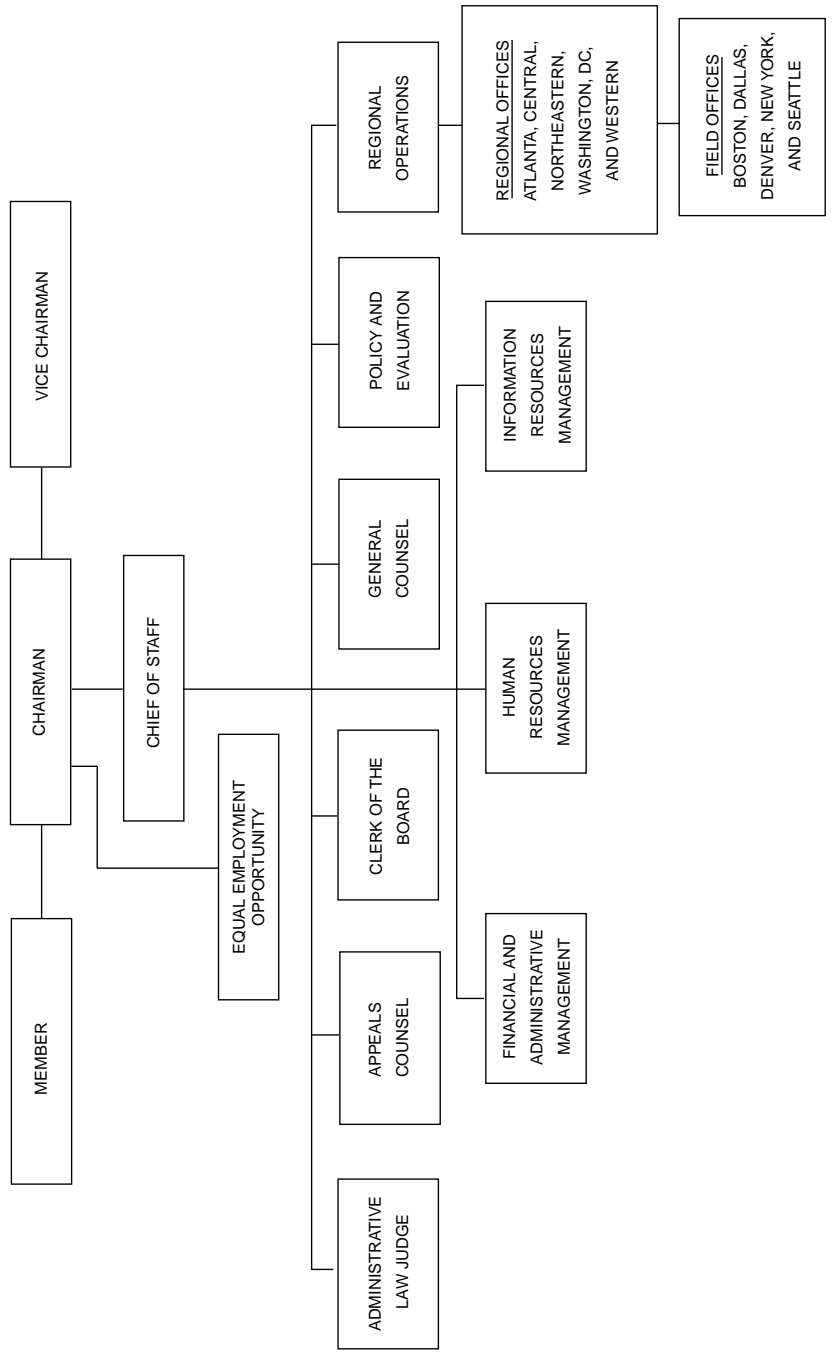 MEMBER
CHAIRMAN
VICE CHAIRMAN
CHIEF OF STAFF
EQUAL EMPLOYMENT
OPPORTUNITY
ADMINISTRATIVE
LAW JUDGE
APPEALS
COUNSEL
CLERK OF THE
BOARD
GENERAL
COUNSEL
POLICY AND
EVALUATION
REGIONAL
OPERATIONS
FINANCIAL AND
ADMINISTRATIVE
MANAGEMENT
HUMAN
RESOURCES
MANAGEMENT
INFORMATION
RESOURCES
MANAGEMENT
REGIONAL OFFICES
ATLANTA, CENTRAL,
NORTHEASTERN,
WASHINGTON, DC,
AND WESTERN
FIELD OFFICES
BOSTON, DALLAS,
DENVER, NEW YORK,
AND SEATTLE